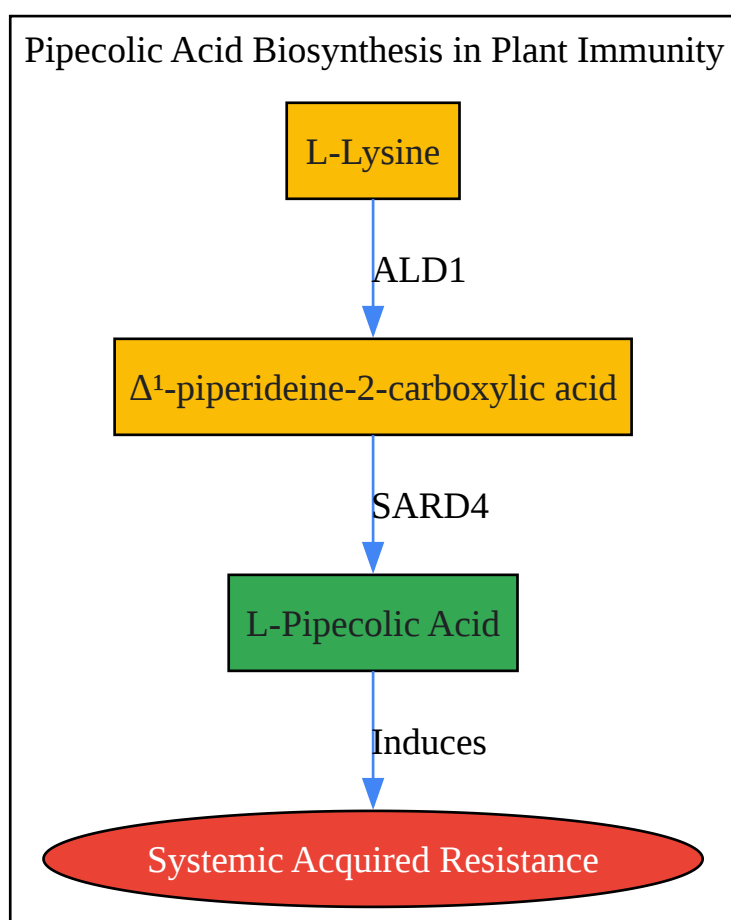 Pipecolic Acid Biosynthesis in Plant Immunity
L-Lysine
ALD1
Δ¹-piperideine-2-carboxylic acid
SARD4
L-Pipecolic Acid
Induces
Systemic Acquired Resistance